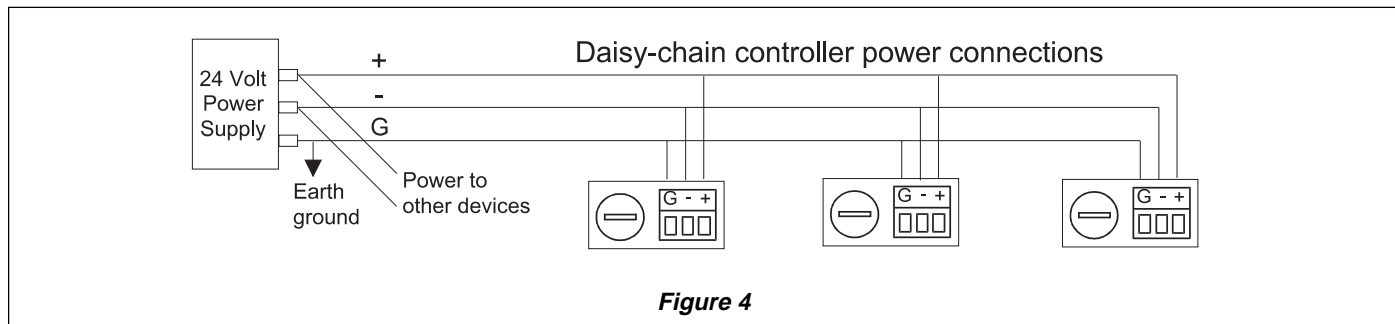 Daisy-chain controller power connections
24 Volt
Power
Supply
+
-
G
Earth
ground
Power to
other devices
G - +
G - +
G - +
Figure 4